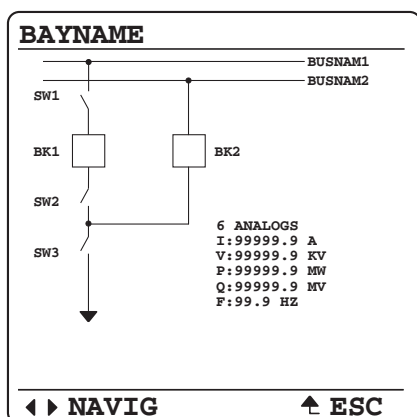 BAYNAME
BUSNAM1
BUSNAM2
SW1
BK1
BK2
SW2
SW3
6 ANALOGS
I:99999.9 A
V:99999.9 KV
P:99999.9 MW
Q:99999.9 MV
F:99.9 HZ
NAVIG
ESC